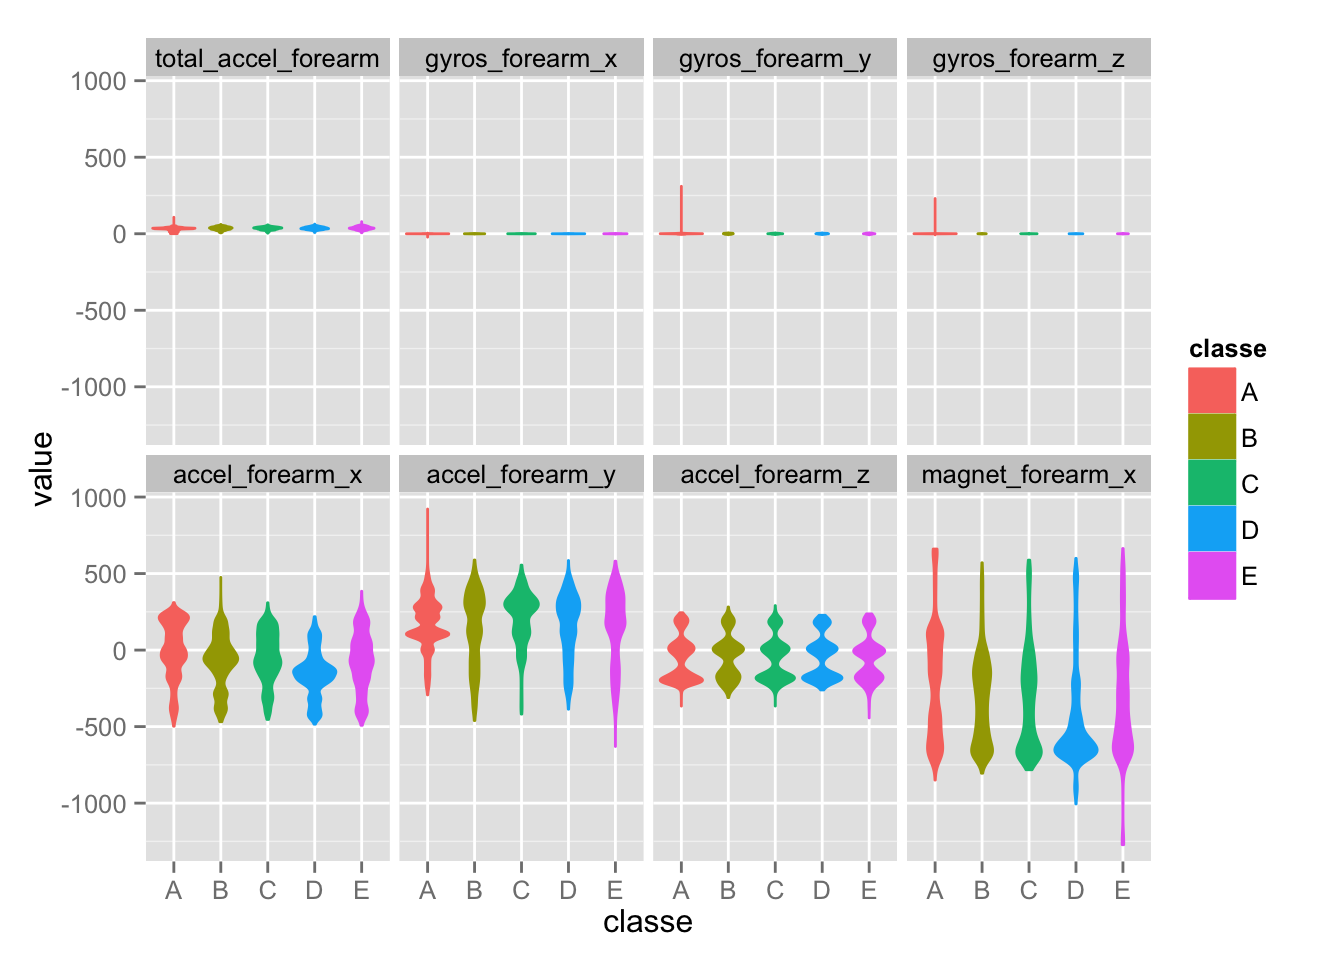 total_accel_forearm gyros_forearm_x gyros_forearm_y gyros_forearm_z
1000
500
0
-500
-1000
accel_forearm_x accel_forearm_y accel_forearm_z magnet_forearm_x
1000
500
0
-500
-1000
A B C D E A B C D E A B C D E A B C D E
classe
value
classe
A
B
C
D
E